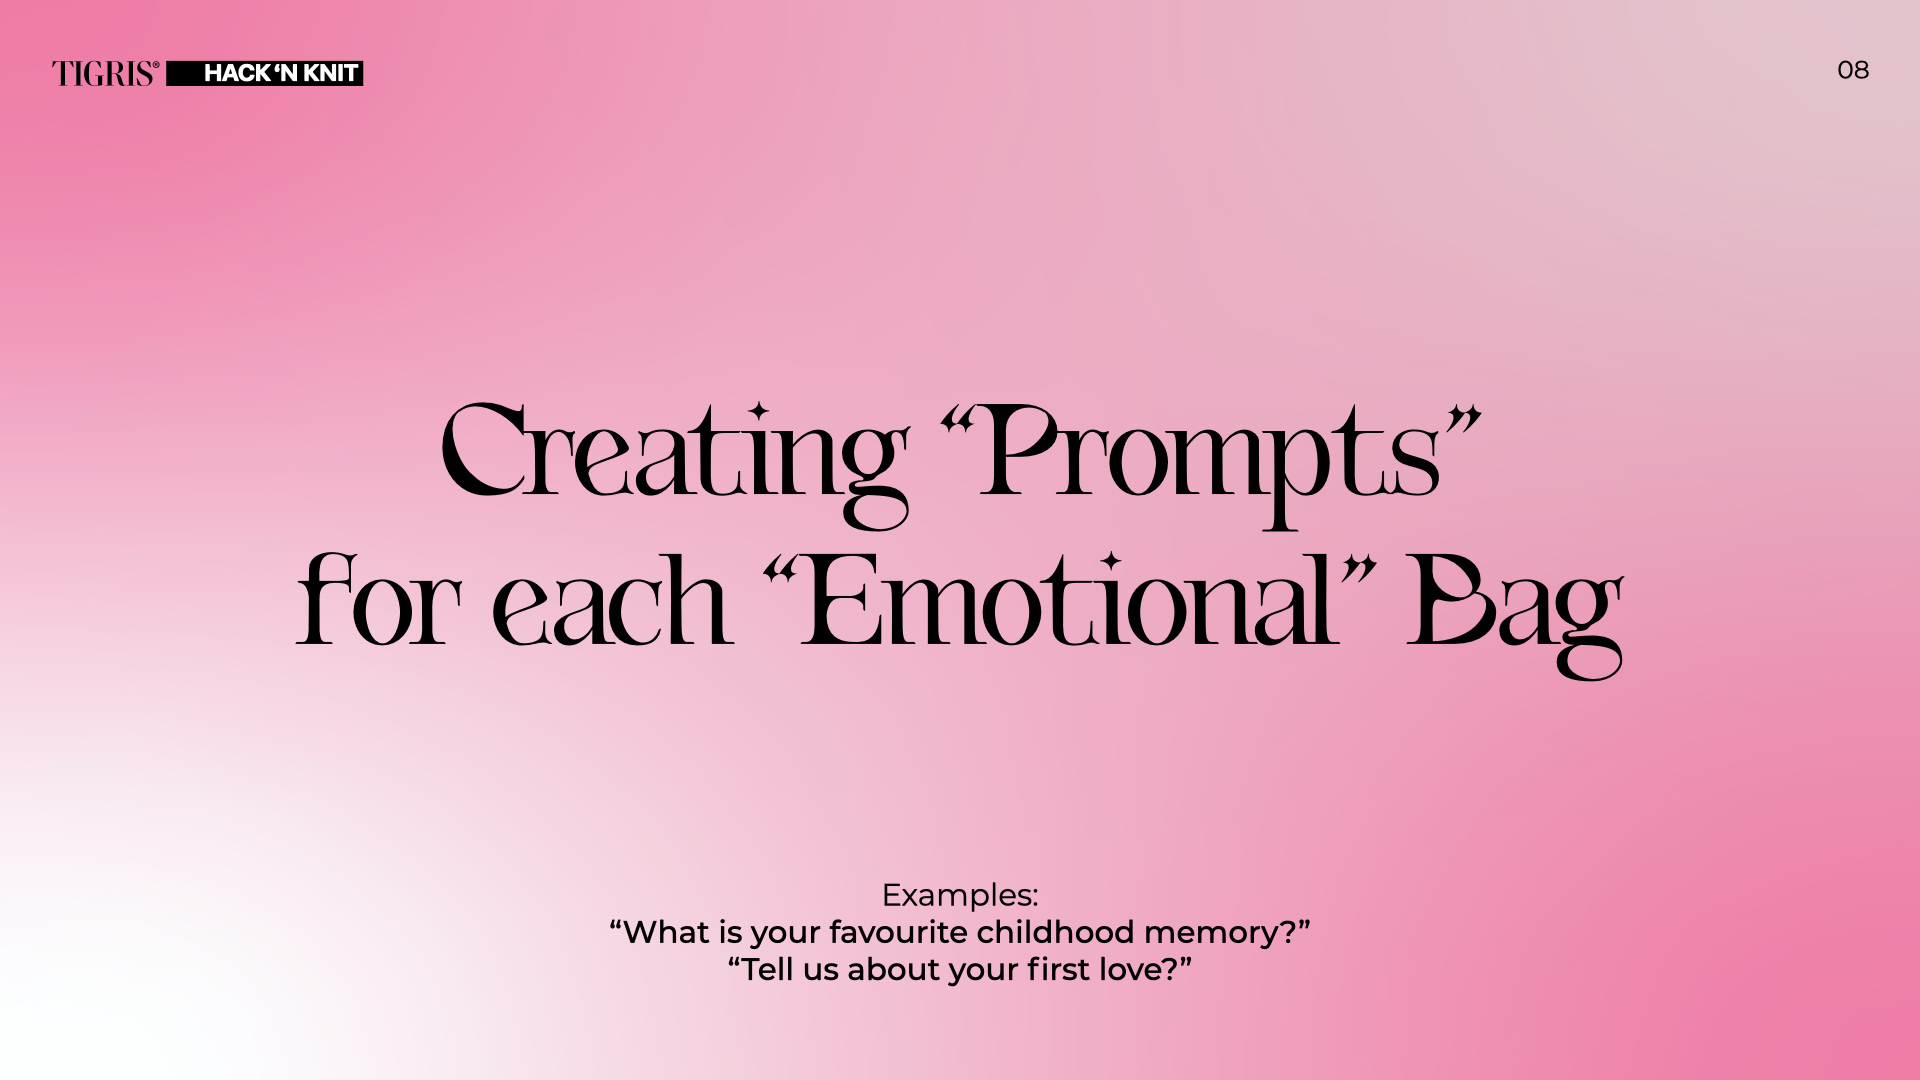 TIGRIS® HACK ‘N KNIT
08
Creating “Prompts”
for each “Emotional” Bag
Examples:
“What is your favourite childhood memory?”
“Tell us about your first love?”